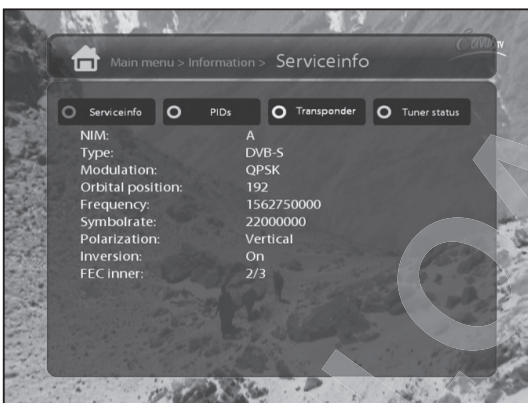 Main menu > Information > Serviceinfo
Serviceinfo PIDs Transponder Tuner status
NIM: A
Type: DVB-S
Modulation: QPSK
Orbital position: 192
Frequency: 1562750000
Symbolrate: 22000000
Polarization: Vertical
Inversion: On
FEC inner: 2/3